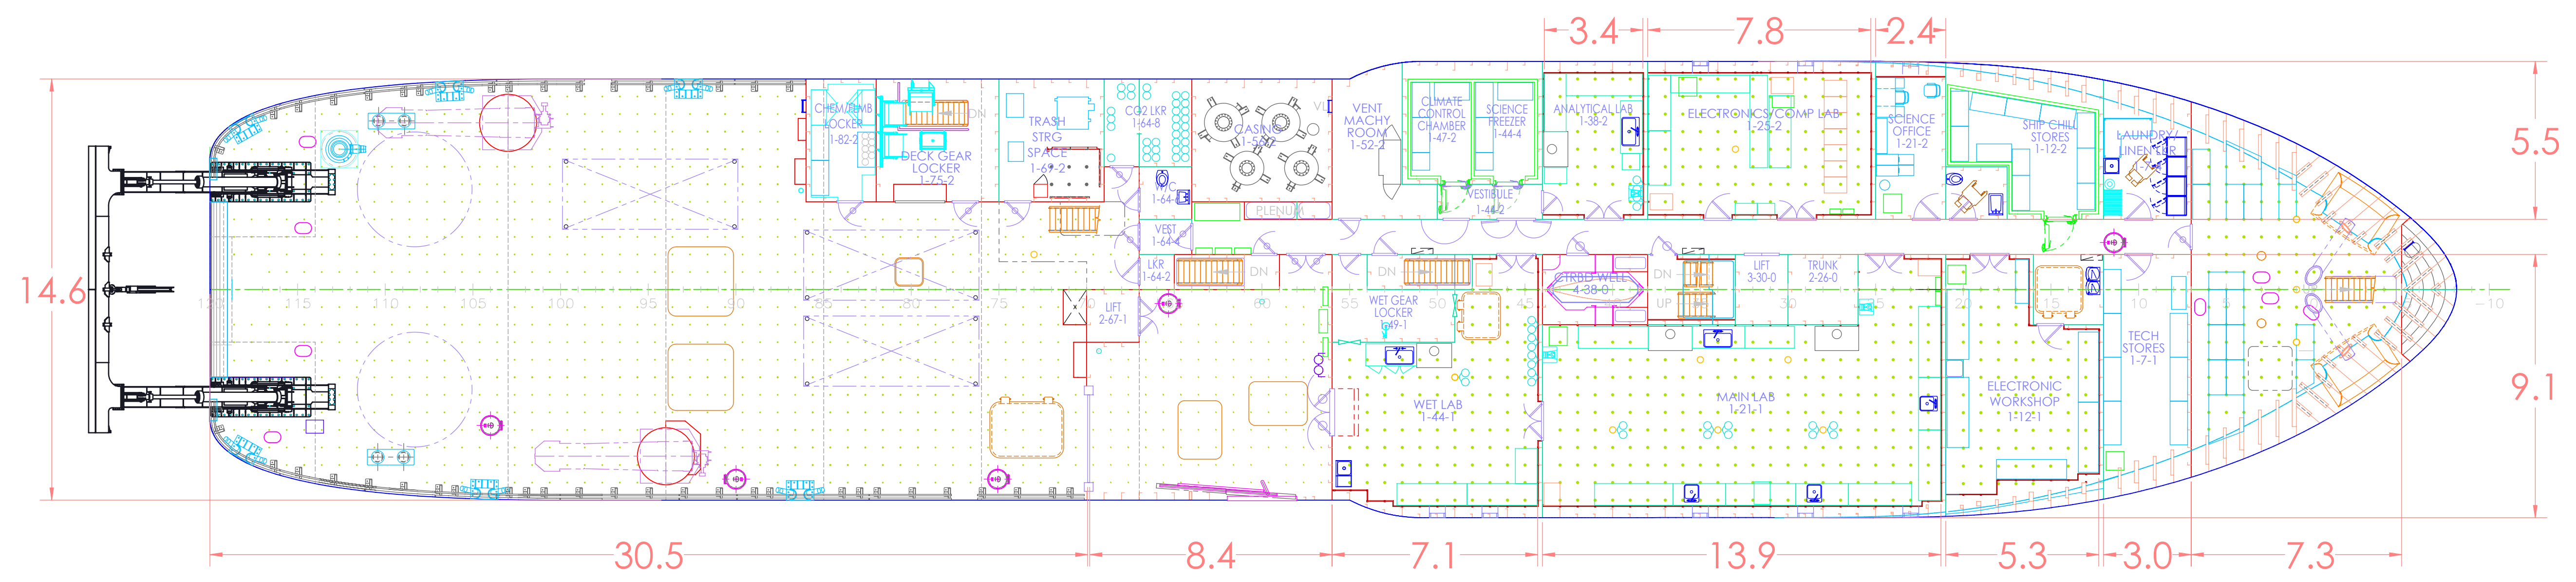 3.4
7.8
2.4
5.5
14.6
9.1
30.5
8.4
7.1
13.9
5.3
3.0
7.3
LOCKER
1-82-2
DN
DECK GEAR
LOCKER
1-75-2
TRASH
STRG
SPACE
1-69-2
CG2 LKR
1-64-8
VEST
1-64-4
LKR
1-64-2
CASING
PLENUM
VENT
MACHY
ROOM
1-52-2
CLIMATE
CONTROL
CHAMBER
1-47-2
SCIENCE
FREEZER
1-44-4
VESTIBULE
1-44-2
ANALYTICAL LAB
1-38-2
ELECTRONICS/COMP LAB
1-25-2
SCIENCE
OFFICE
1-21-2
SHIP CHILL
STORES
1-12-2
LAUNDRY/
LINEN LKR
DN
DN
DN
UP
CTRBD WELL
4-38-0
LIFT
3-30-0
TRUNK
2-26-0
LIFT
2-67-1
WET GEAR
LOCKER
1-49-1
WET LAB
1-44-1
MAIN LAB
1-21-1
ELECTRONIC
WORKSHOP
1-12-1
TECH
STORES
1-7-1
115
110
105
100
95
90
85
80
75
60
55
50
45
30
20
15
10
5
-10